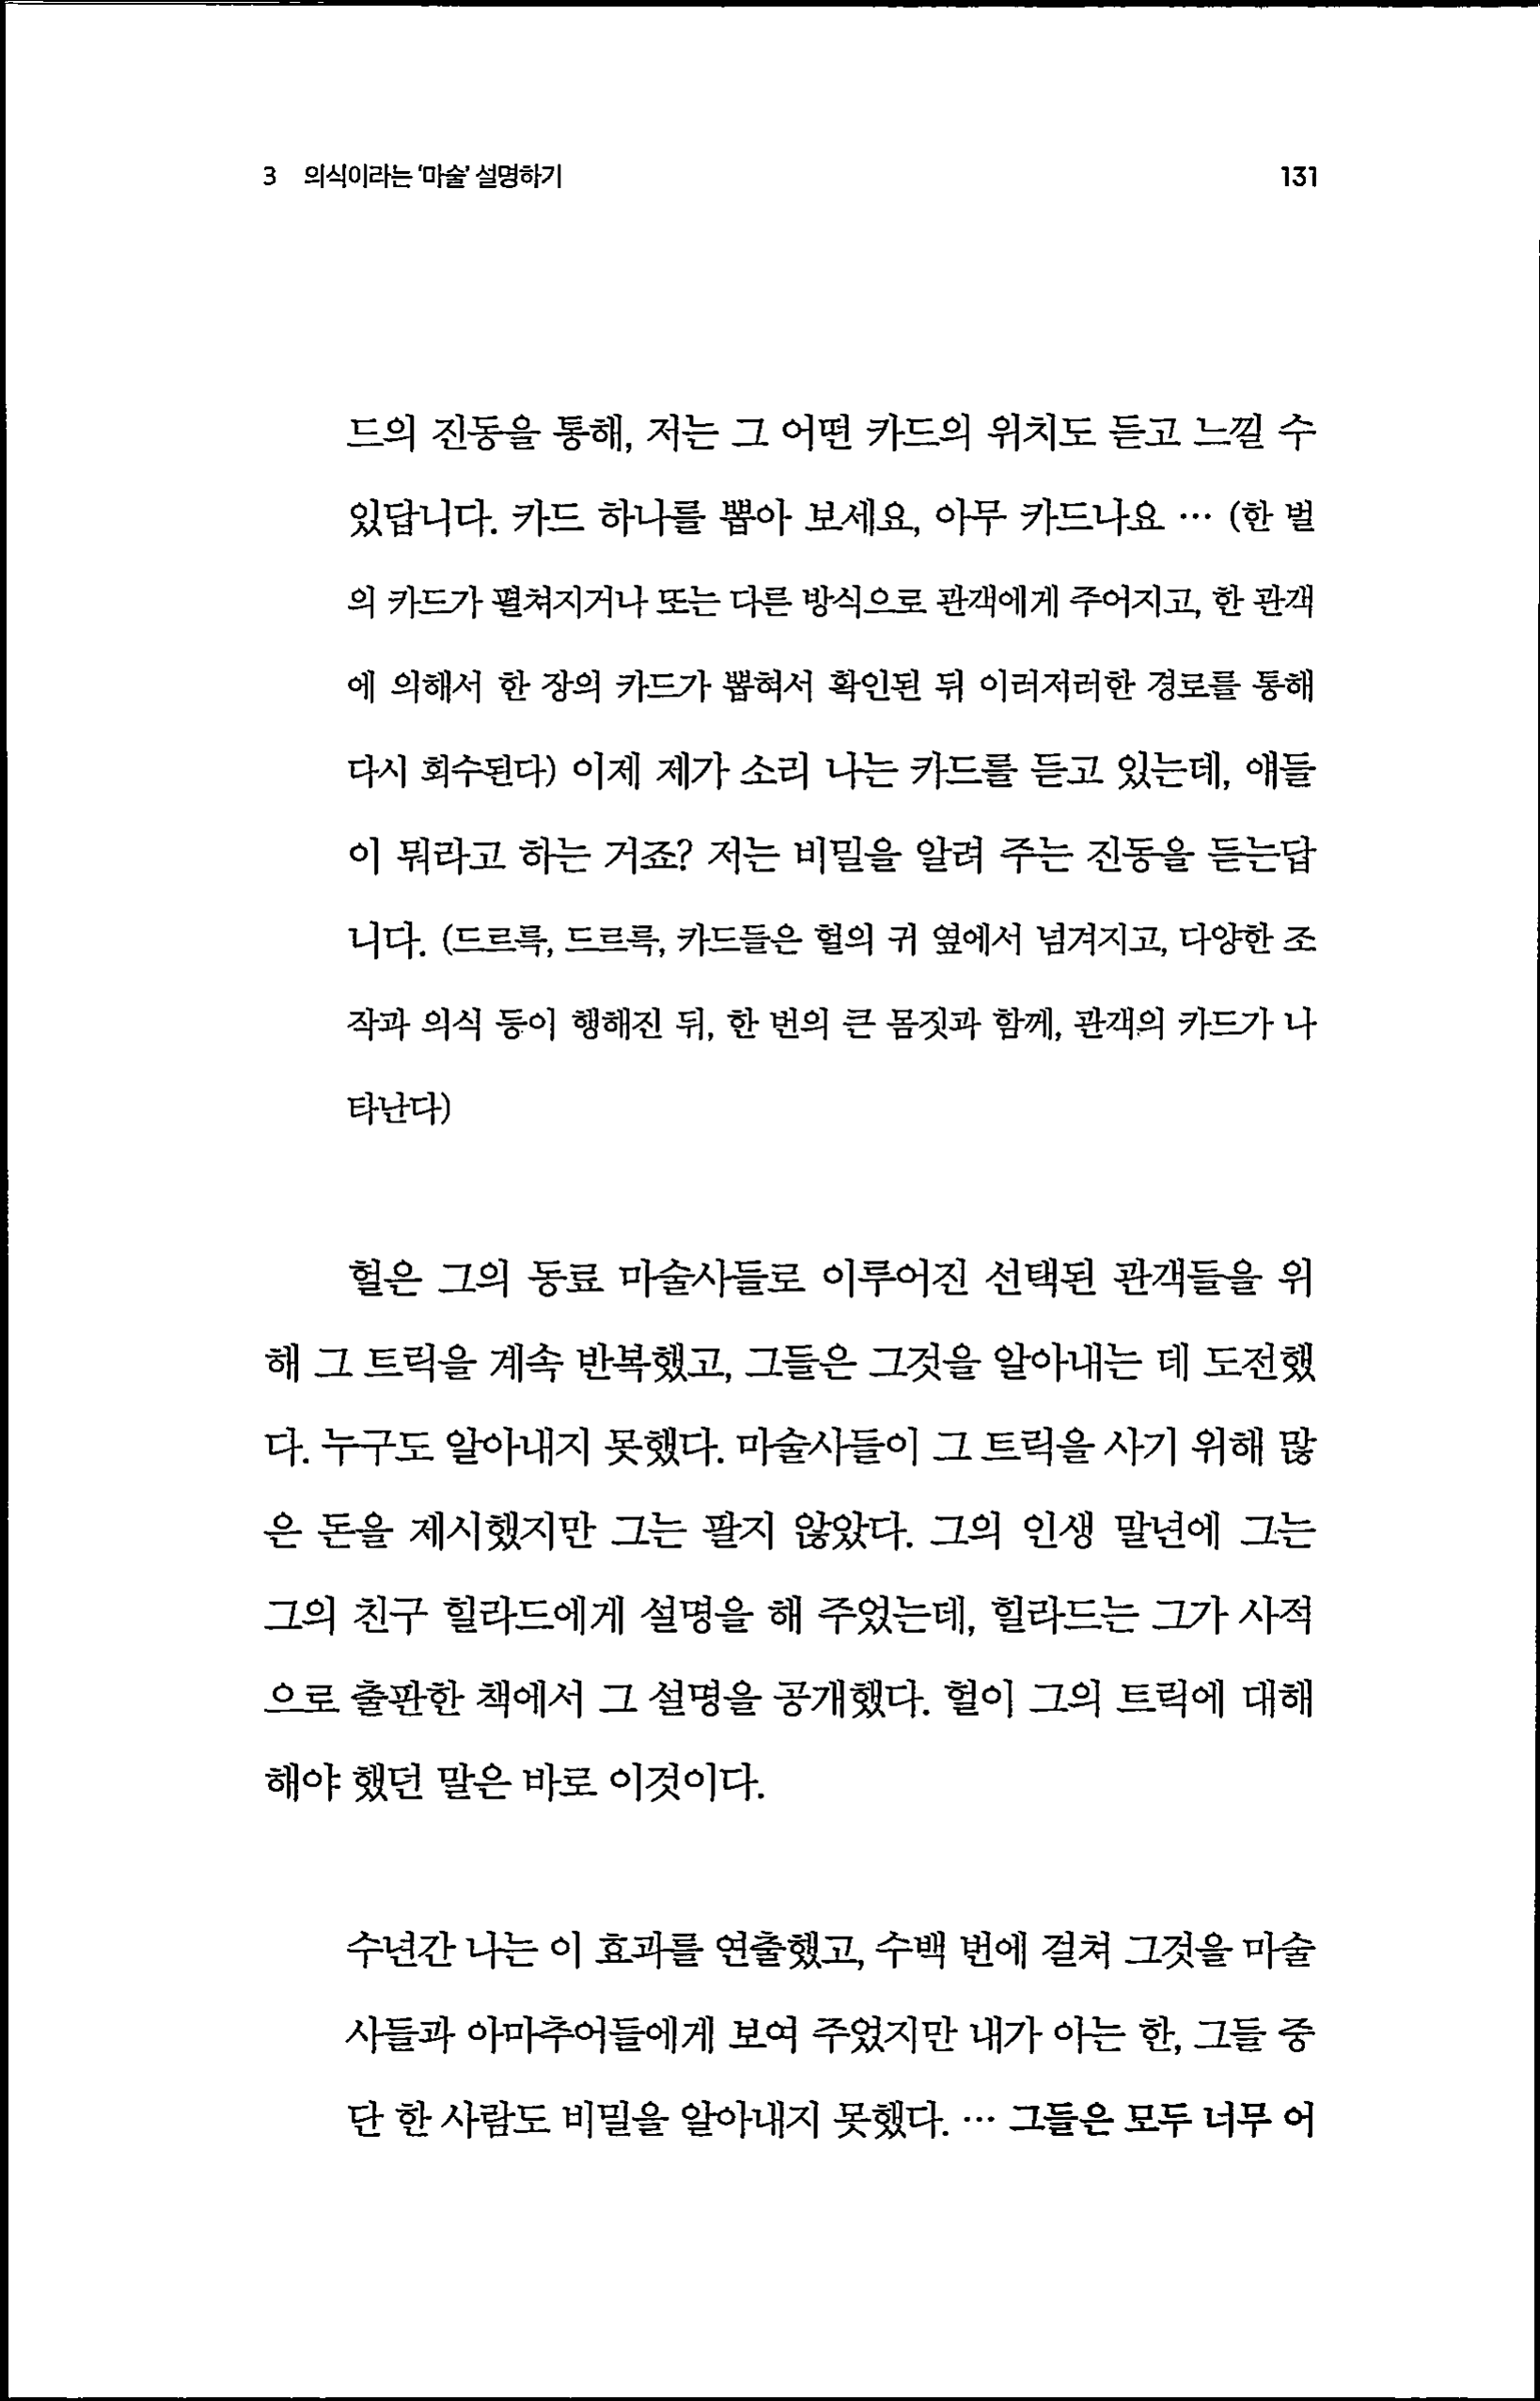 3 의식이라는 '마술' 설명하기 131
드의 진동을 통해, 저는 그 어떤 카드의 위치도 듣고 느낄 수
있답니다. 카드 하나를 뽑아 보세요, 아무 카드나요 … (한 벌
의 카드가 펼쳐지거나 또는 다른 방식으로 관객에게 주어지고, 한 관객
에 의해서 한 장의 카드가 뽑혀서 확인된 뒤 이러저러한 경로를 통해
다시 회수된다) 이제 제가 소리 나는 카드를 듣고 있는데, 얘들
이 뭐라고 하는 거죠? 저는 비밀을 알려 주는 진동을 듣는답
니다. (드르륵, 드르륵, 카드들은 헐의 귀 옆에서 넘겨지고, 다양한 조
작과 의식 등이 행해진 뒤, 한 번의 큰 몸짓과 함께, 관객의 카드가 나
타난다)
헐은 그의 동료 마술사들로 이루어진 선택된 관객들을 위
해 그 트릭을 계속 반복했고, 그들은 그것을 알아내는 데 도전했
다. 누구도 알아내지 못했다. 마술사들이 그 트릭을 사기 위해 많
은 돈을 제시했지만 그는 팔지 않았다. 그의 인생 말년에 그는
그의 친구 힐라드에게 설명을 해 주었는데, 힐라드는 그가 사적
으로 출판한 책에서 그 설명을 공개했다. 헐이 그의 트릭에 대해
해야 했던 말은 바로 이것이다.
수년간 나는 이 효과를 연출했고, 수백 번에 걸쳐 그것을 마술
사들과 아마추어들에게 보여 주었지만 내가 아는 한, 그들 중
단 한 사람도 비밀을 알아내지 못했다. … 그들은 모두 너무 어